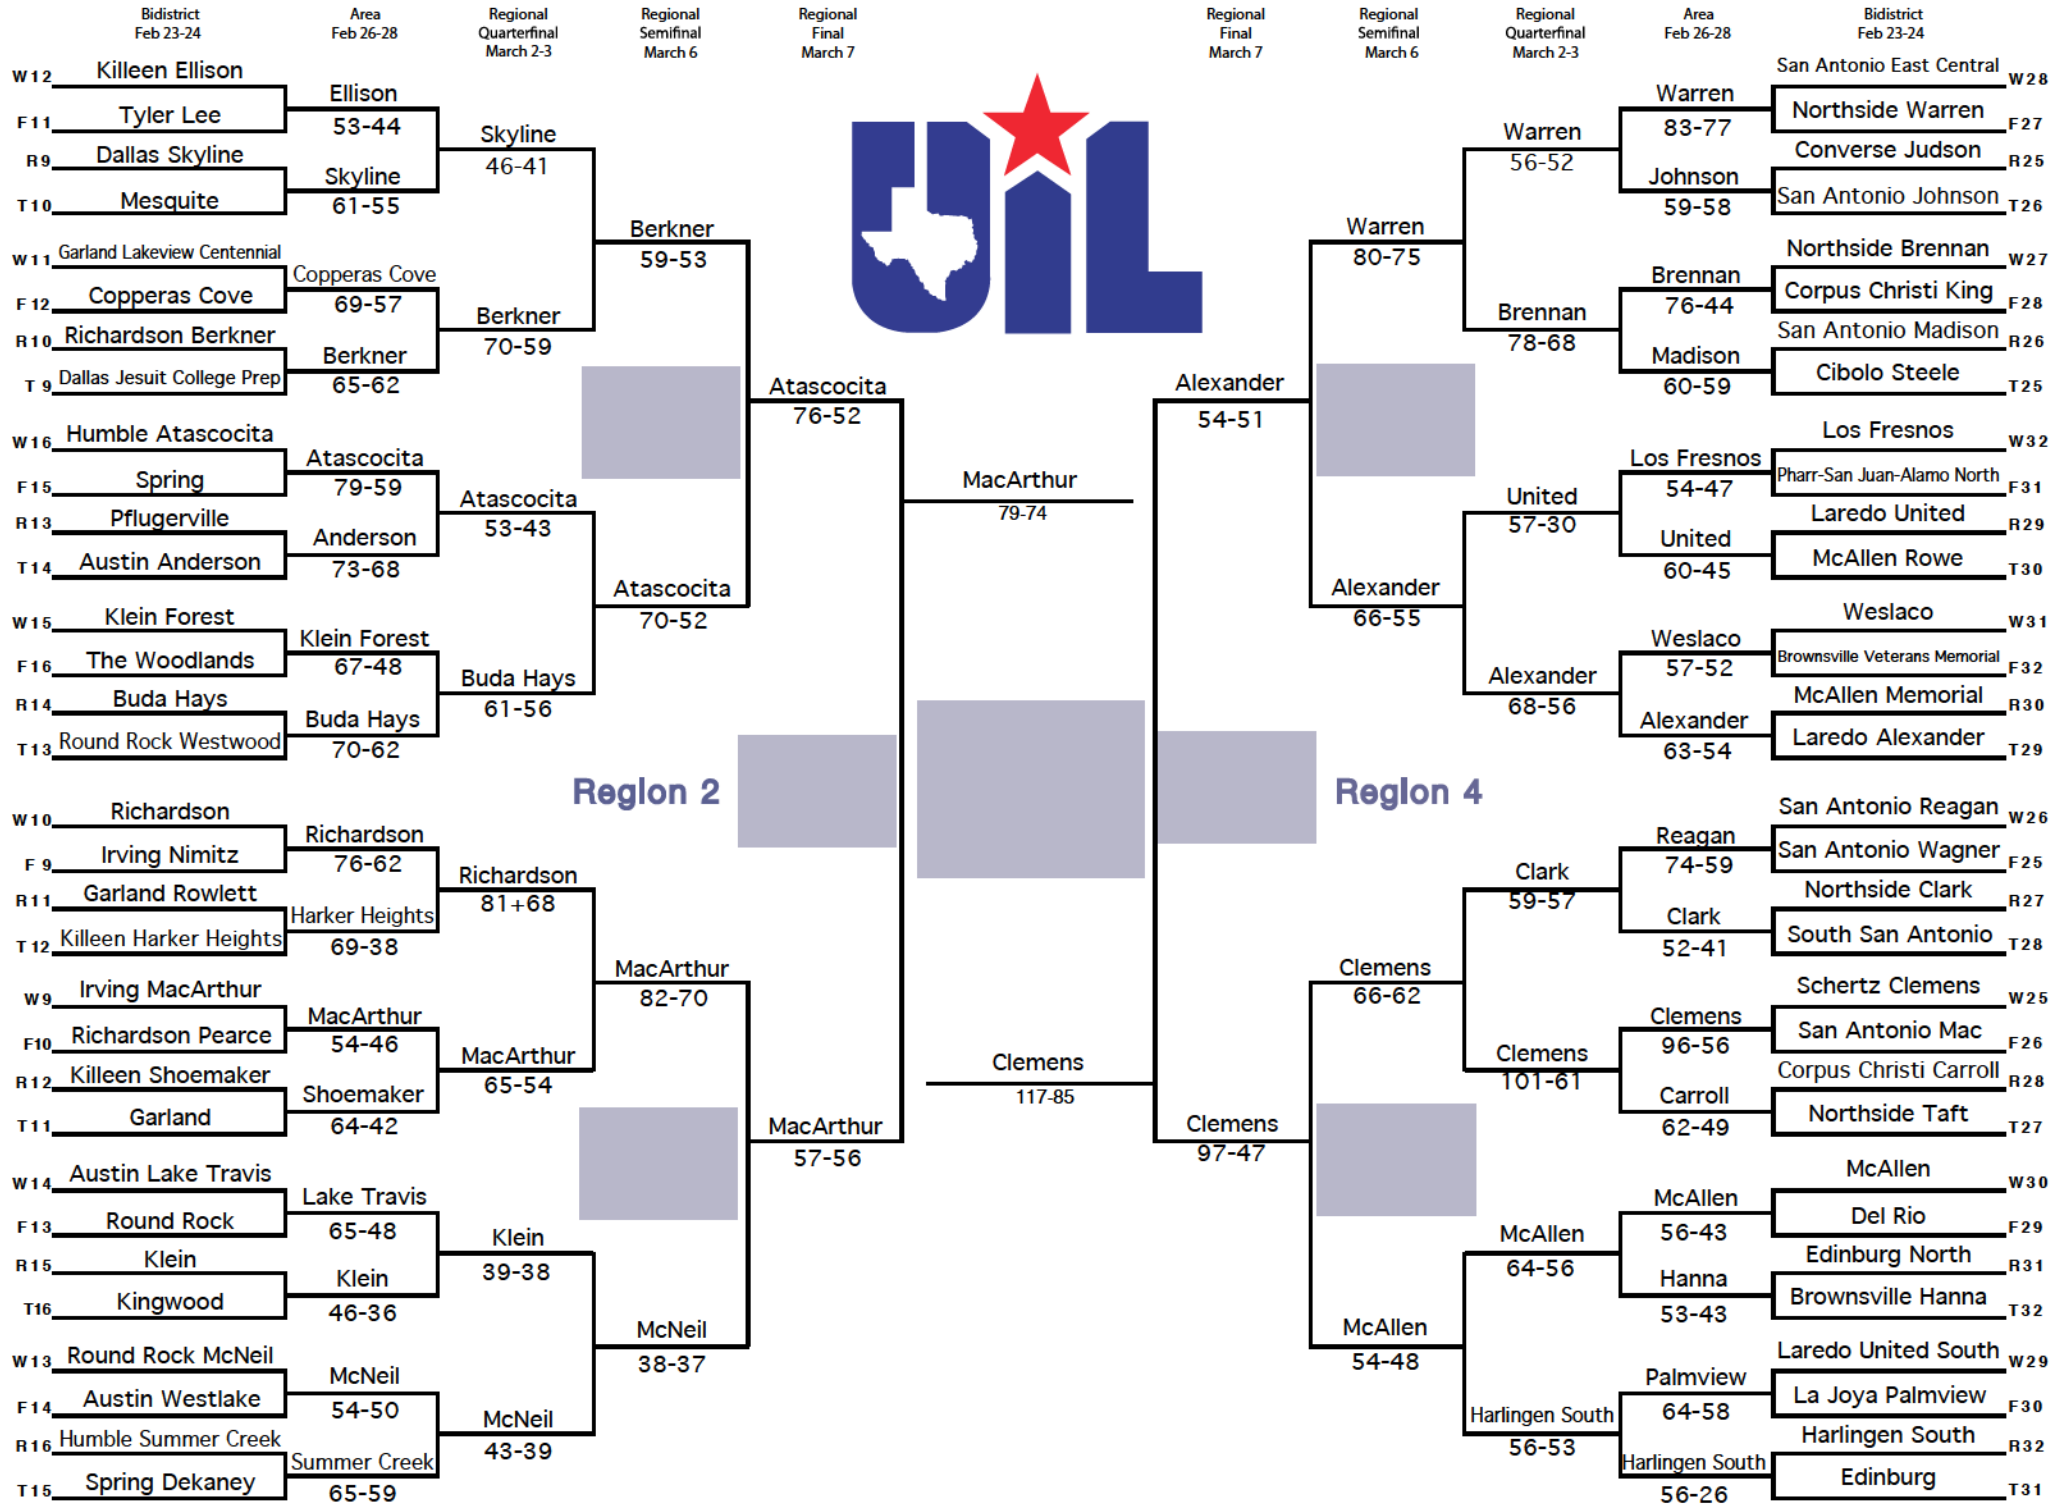 Bidistrict
Feb 23-24
Area
Feb 26-28
Regional
Quarterfinal
March 2-3
Regional
Semifinal
March 6
Regional
Final
March 7
Regional
Final
March 7
Regional
Semifinal
March 6
Regional
Quarterfinal
March 2-3
Area
Feb 26-28
Bidistrict
Feb 23-24
W12 Killeen Ellison
F11 Tyler Lee
R9 Dallas Skyline
T10 Mesquite
W11 Garland Lakeview Centennial
F12 Copperas Cove
R10 Richardson Berkner
T 9 Dallas Jesuit College Prep
W16 Humble Atascocita
F15 Spring
R13 Pflugerville
T14 Austin Anderson
W15 Klein Forest
F16 The Woodlands
R14 Buda Hays
T13 Round Rock Westwood
W10 Richardson
F 9 Irving Nimitz
R11 Garland Rowlett
T12 Killeen Harker Heights
W9 Irving MacArthur
F10 Richardson Pearce
R12 Killeen Shoemaker
T11 Garland
W14 Austin Lake Travis
F13 Round Rock
R15 Klein
T16 Kingwood
W13 Round Rock McNeil
F14 Austin Westlake
R16 Humble Summer Creek
T15 Spring Dekaney
Ellison
53-44
Skyline
61-55
Copperas Cove
69-57
Berkner
65-62
Atascocita
79-59
Anderson
73-68
Klein Forest
67-48
Buda Hays
70-62
Richardson
76-62
Harker Heights
69-38
MacArthur
54-46
Shoemaker
64-42
Lake Travis
65-48
Klein
46-36
McNeil
54-50
Summer Creek
65-59
Skyline
46-41
Berkner
70-59
Atascocita
53-43
Buda Hays
61-56
Richardson
81+68
MacArthur
65-54
Klein
39-38
McNeil
43-39
Berkner
59-53
Atascocita
70-52
MacArthur
82-70
McNeil
38-37
Region 2
Atascocita
76-52
MacArthur
57-56
UIL
MacArthur
79-74
Clemens
117-85
Alexander
54-51
Clemens
97-47
Region 4
Warren
80-75
Alexander
66-55
Clemens
66-62
McAllen
54-48
Warren
56-52
Brennan
78-68
United
57-30
Alexander
68-56
Clark
59-57
Clemens
101-61
McAllen
64-56
Harlingen South
56-53
Warren
83-77
Johnson
59-58
Brennan
76-44
Madison
60-59
Los Fresnos
54-47
United
60-45
Weslaco
57-52
Alexander
63-54
Reagan
74-59
Clark
52-41
Clemens
96-56
Carroll
62-49
McAllen
56-43
Hanna
53-43
Palmview
64-58
Harlingen South
56-26
San Antonio East Central W28
Northside Warren F27
Converse Judson R25
San Antonio Johnson T26
Northside Brennan W27
Corpus Christi King F28
San Antonio Madison R26
Cibolo Steele T25
Los Fresnos W32
Pharr-San Juan-Alamo North F31
Laredo United R29
McAllen Rowe T30
Weslaco W31
Brownsville Veterans Memorial F32
McAllen Memorial R30
Laredo Alexander T29
San Antonio Reagan W26
San Antonio Wagner F25
Northside Clark R27
South San Antonio T28
Schertz Clemens W25
San Antonio Mac F26
Corpus Christi Carroll R28
Northside Taft T27
McAllen W30
Del Rio F29
Edinburg North R31
Brownsville Hanna T32
Laredo United South W29
La Joya Palmview F30
Harlingen South R32
Edinburg T31